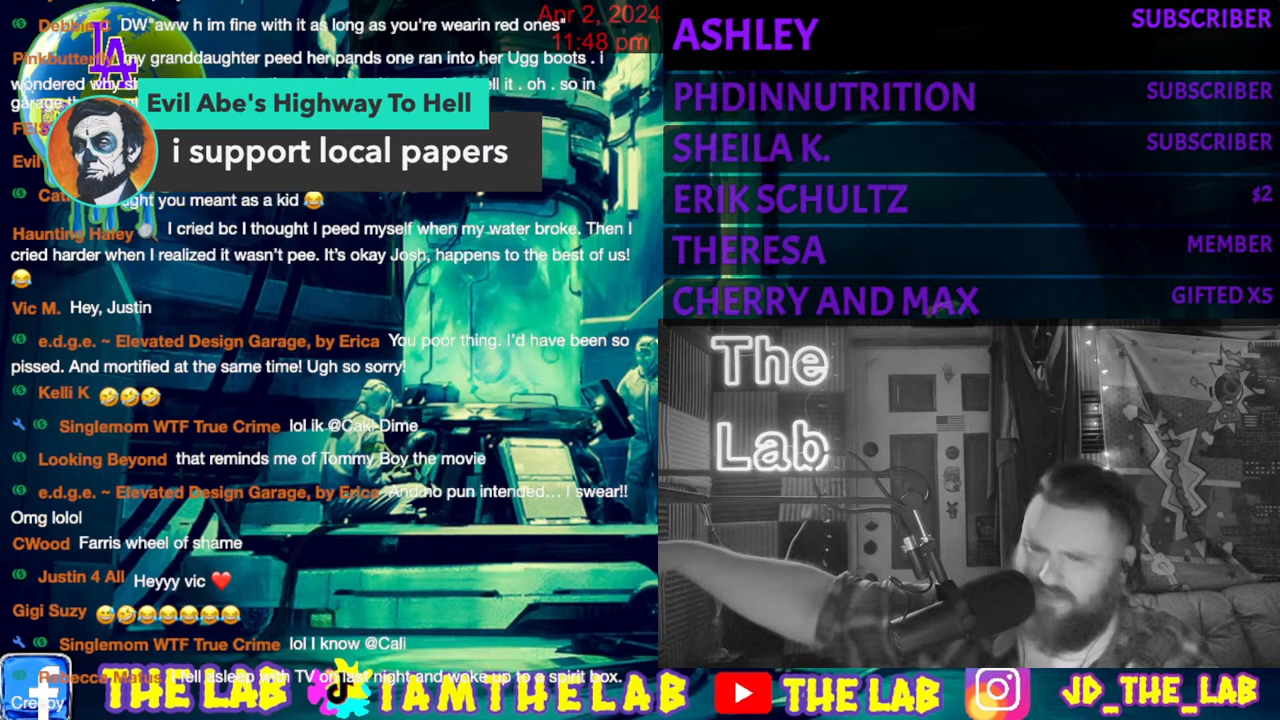 Apr 2, 2024
11:48 pm
Debbie DW"aww h im fine with it as long as you're wearin red ones"
Pinkbutterfly my granddaughter peed her pands one ran into her Ugg boots . i
wondered why ell it . oh . so in
garage
Evil Abe's Highway To Hell
i support local papers
Evil
ght you meant as a kid 😂
Haunting Haley I cried bc I thought I peed myself when my water broke. Then I
cried harder when I realized it wasn't pee. It's okay Josh, happens to the best of us!
😂
Vic M. Hey, Justin
e.d.g.e. ~ Elevated Design Garage, by Erica You poor thing. I'd have been so
pissed. And mortified at the same time! Ugh so sorry!
Kelli K 🤣🤣🤣
Singlemom WTF True Crime lol ik @Cali Dime
Looking Beyond that reminds me of Tommy Boy the movie
e.d.g.e. ~ Elevated Design Garage, by Erica And no pun intended... I swear!!
Omg lolol
CWood Farris wheel of shame
Justin 4 All Heyyy vic ❤️
Gigi Suzy 😅🤣😂😂😂😂😂
Singlemom WTF True Crime lol I know @Cali
Rebecca I fell asleep with TV on last night and woke up to a spirit box.
Creepy
ASHLEY SUBSCRIBER
PHDINNUTRITION SUBSCRIBER
SHEILA K. SUBSCRIBER
ERIK SCHULTZ $2
THERESA MEMBER
CHERRY AND MAX GIFTED X5
The
Lab
THE LAB IAMTHELAB THE LAB JD_THE_LAB